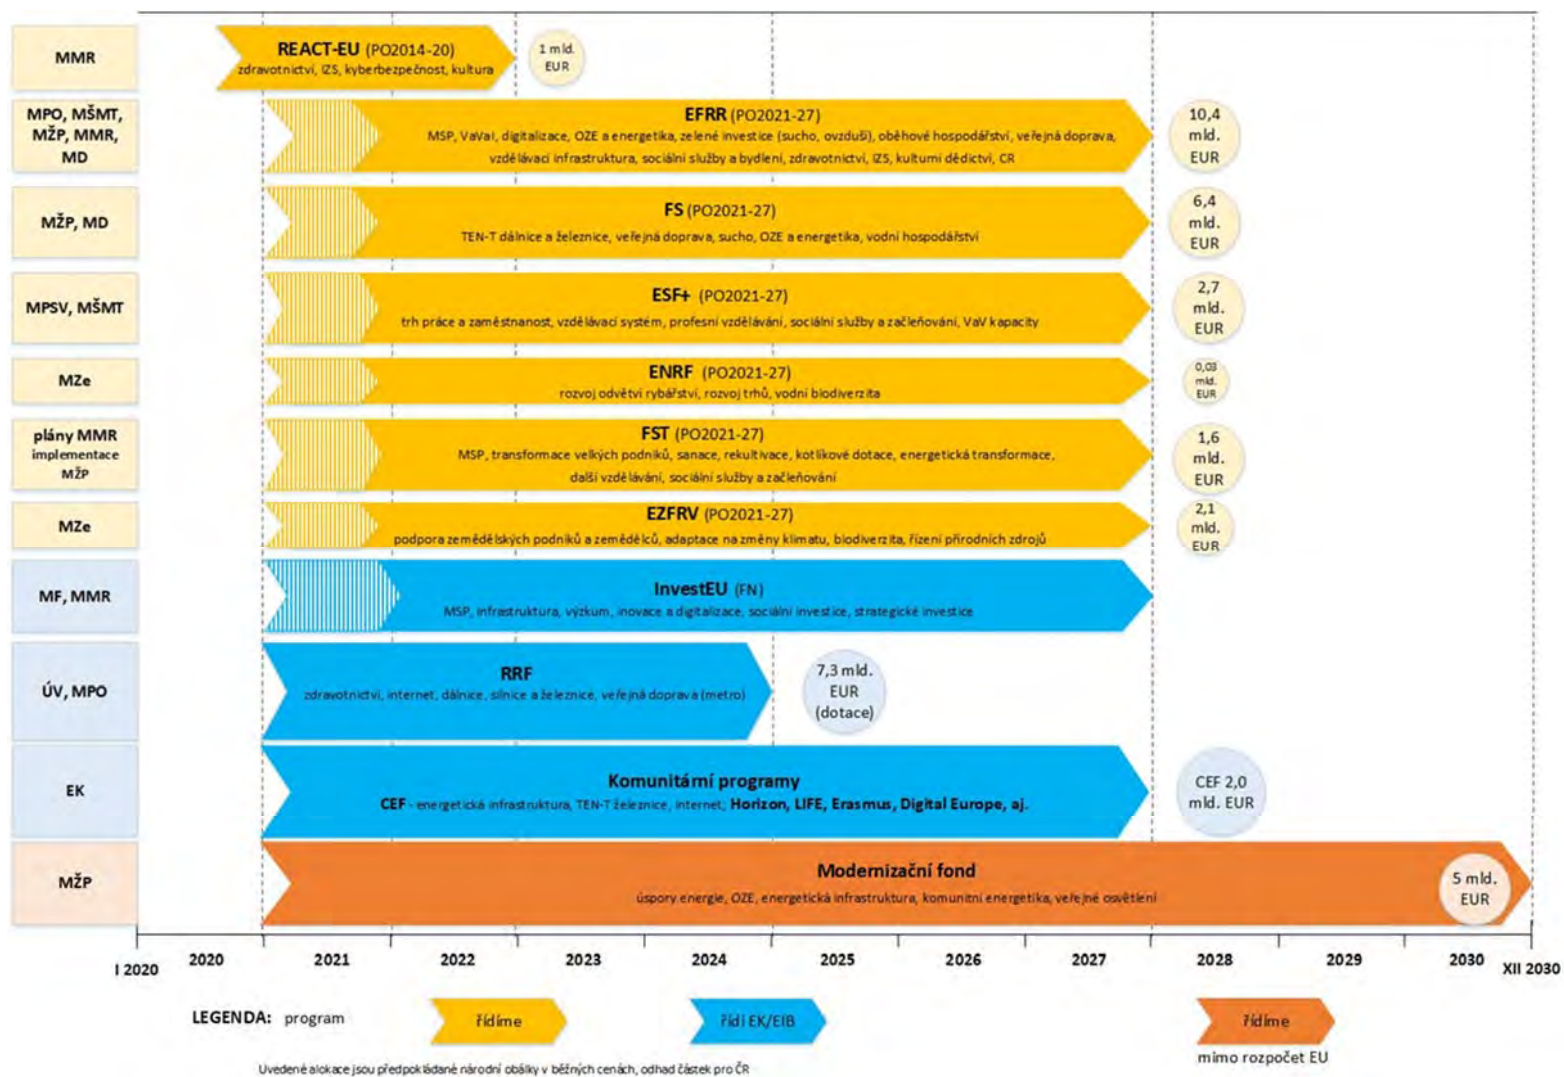 MMR
REACT-EU (PO2014-20)
zdravotnictví, IZS, kyberbezpečnost, kultura
1 mld.
EUR
MPO, MŠMT,
MŽP, MMR,
MD
EFRR (PO2021-27)
MSP, VaVaI, digitalizace, OZE a energetika, zelené investice (sucho, ovzduší), oběhové hospodářství, veřejná doprava,
vzdělávací infrastruktura, sociální služby a bydlení, zdravotnictví, IZS, kulturní dědictví, CR
10,4
mld.
EUR
MŽP, MD
FS (PO2021-27)
TEN-T dálnice a železnice, veřejná doprava, sucho, OZE a energetika, vodní hospodářství
6,4
mld.
EUR
MPSV, MŠMT
ESF+ (PO2021-27)
trh práce a zaměstnanost, vzdělávací systém, profesní vzdělávání, sociální služby a začleňování, VaV kapacity
2,7
mld.
EUR
MZe
ENRF (PO2021-27)
rozvoj odvětví rybářství, rozvoj trhů, vodní biodiverzita
0,03
mld.
EUR
plány MMR
implementace
MŽP
FST (PO2021-27)
MSP, transformace velkých podniků, sanace, rekultivace, kotlíkové dotace, energetická transformace,
další vzdělávání, sociální služby a začleňování
1,6
mld.
EUR
MZe
EZFRV (PO2021-27)
podpora zemědělských podniků a zemědělců, adaptace na změny klimatu, biodiverzita, řízení přírodních zdrojů
2,1
mld.
EUR
MF, MMR
InvestEU (FN)
MSP, infrastruktura, výzkum, inovace a digitalizace, sociální investice, strategické investice
ÚV, MPO
RRF
zdravotnictví, internet, dálnice, silnice a železnice, veřejná doprava (metro)
7,3 mld.
EUR
(dotace)
EK
Komunitární programy
CEF - energetická infrastruktura, TEN-T železnice, internet; Horizon, LIFE, Erasmus, Digital Europe, aj.
CEF 2,0
mld. EUR
MŽP
Modernizační fond
úspory energie, OZE, energetická infrastruktura, komunitní energetika, veřejné osvětlení
5 mld.
EUR
I 2020 2020 2021 2022 2023 2024 2025 2026 2027 2028 2029 2030 XII 2030
LEGENDA: program
řídíme
řídí EK/EIB
řídíme
mimo rozpočet EU
Uvedené alokace jsou předpokládané národní obálky v běžných cenách, odhad částek pro ČR